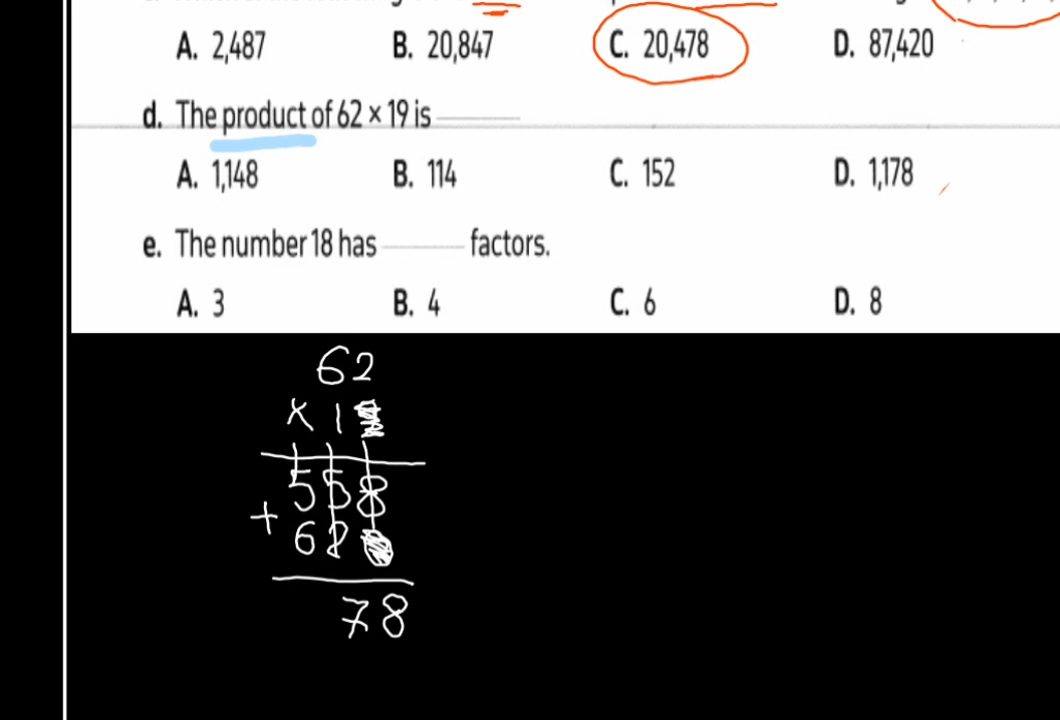 A. 2,487 B. 20,847 C. 20,478 D. 87,420
d. The product of 62 × 19 is
A. 1,148 B. 114 C. 152 D. 1,178
e. The number 18 has factors.
A. 3 B. 4 C. 6 D. 8
62
× 1
558
+ 62
78